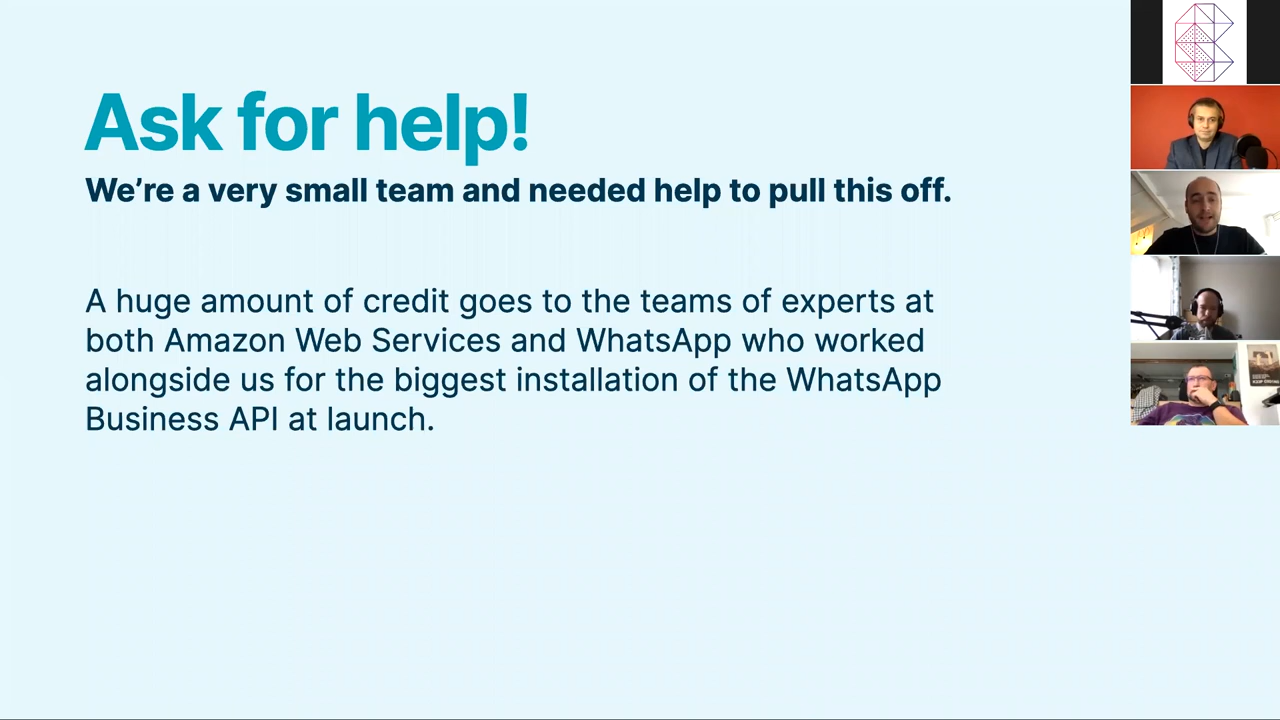 Ask for help!
We’re a very small team and needed help to pull this off.
A huge amount of credit goes to the teams of experts at
both Amazon Web Services and WhatsApp who worked
alongside us for the biggest installation of the WhatsApp
Business API at launch.